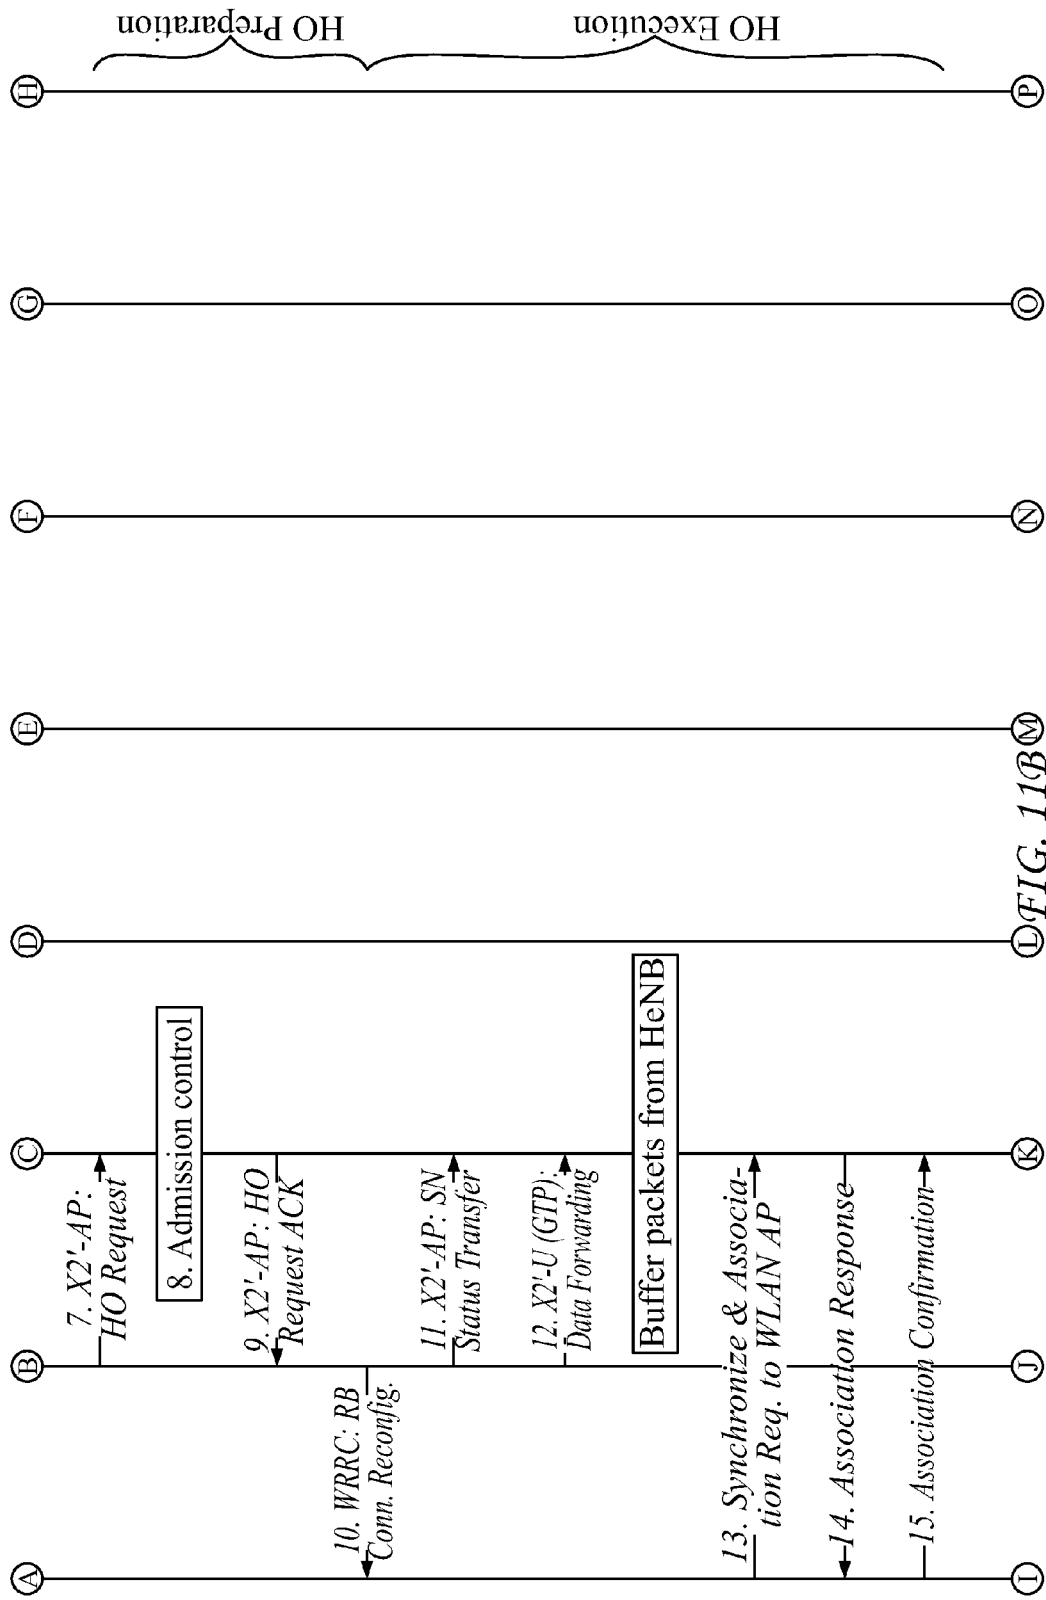 A
B
C
D
E
F
G
H
7. X2'-AP:
HO Request
8. Admission control
9. X2'-AP: HO
Request ACK
HO Preparation
10. WRRC: RB
Conn. Reconfig.
11. X2'-AP: SN
Status Transfer
12. X2'-U (GTP):
Data Forwarding
Buffer packets from HeNB
13. Synchronize & Associa-
tion Req. to WLAN AP
14. Association Response
15. Association Confirmation
HO Execution
I
J
K
L
M
N
O
P
FIG. 11B